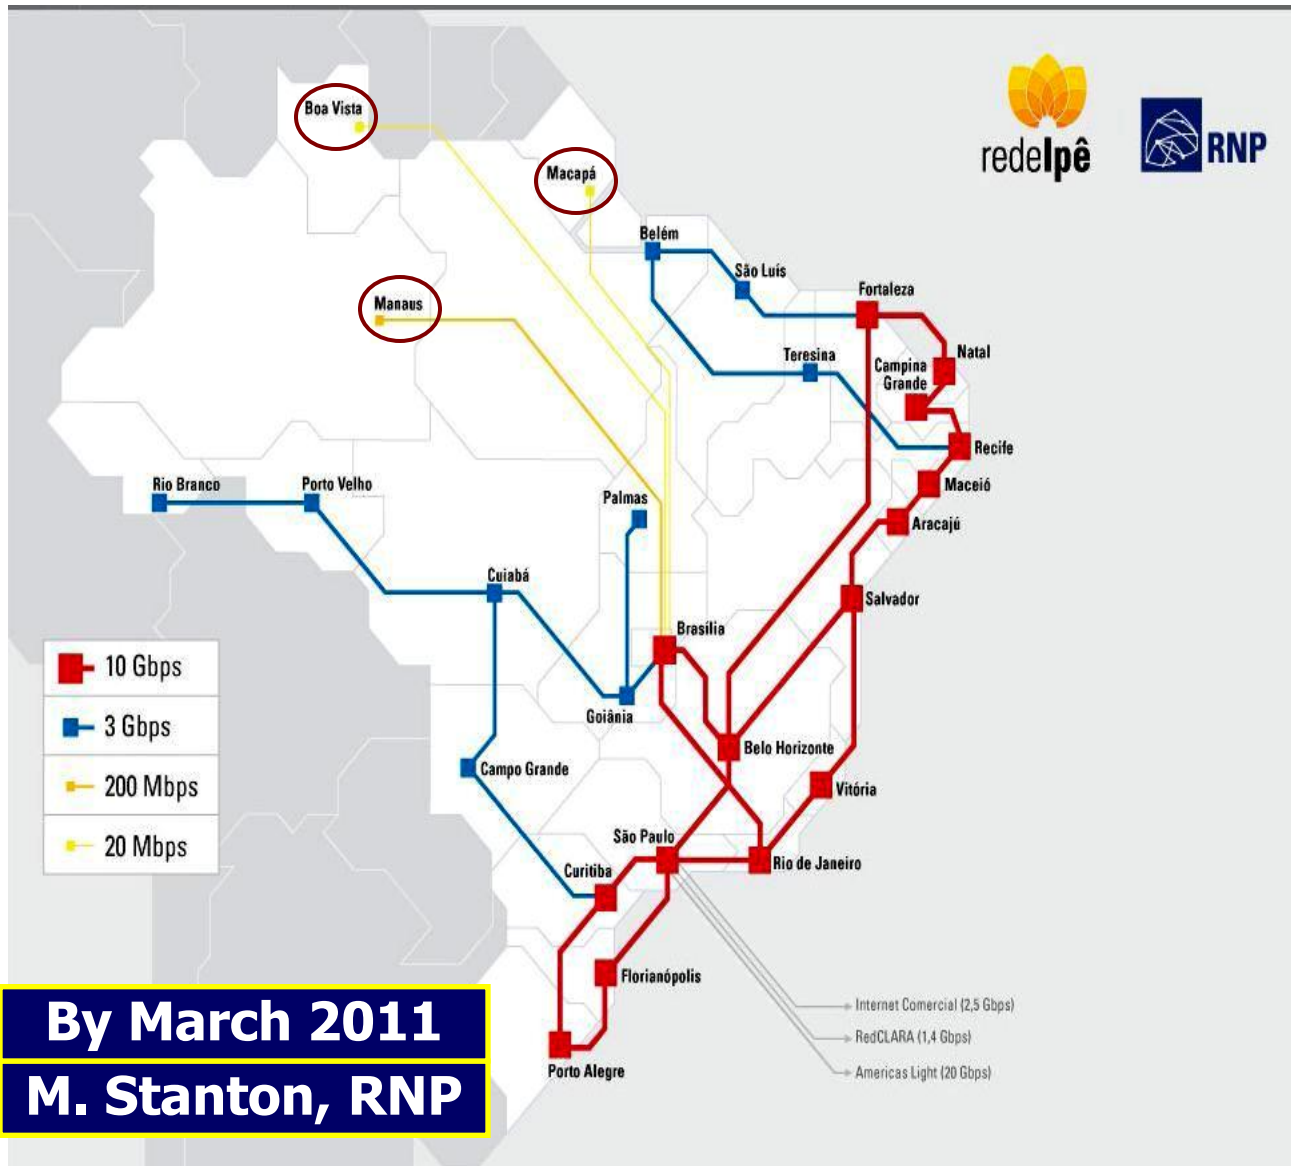 Boa Vista
Macapá
Manaus
Belém
São Luís
Fortaleza
Teresina
Campina
Grande
Natal
Recife
Maceió
Aracajú
Salvador
Rio Branco
Porto Velho
Palmas
Cuiabá
Brasília
Goiânia
Belo Horizonte
Campo Grande
Vitória
São Paulo
Rio de Janeiro
Curitiba
Florianópolis
Porto Alegre
redeIpê
RNP
10 Gbps
3 Gbps
200 Mbps
20 Mbps
Internet Comercial (2,5 Gbps)
RedCLARA (1,4 Gbps)
Americas Light (20 Gbps)
By March 2011
M. Stanton, RNP